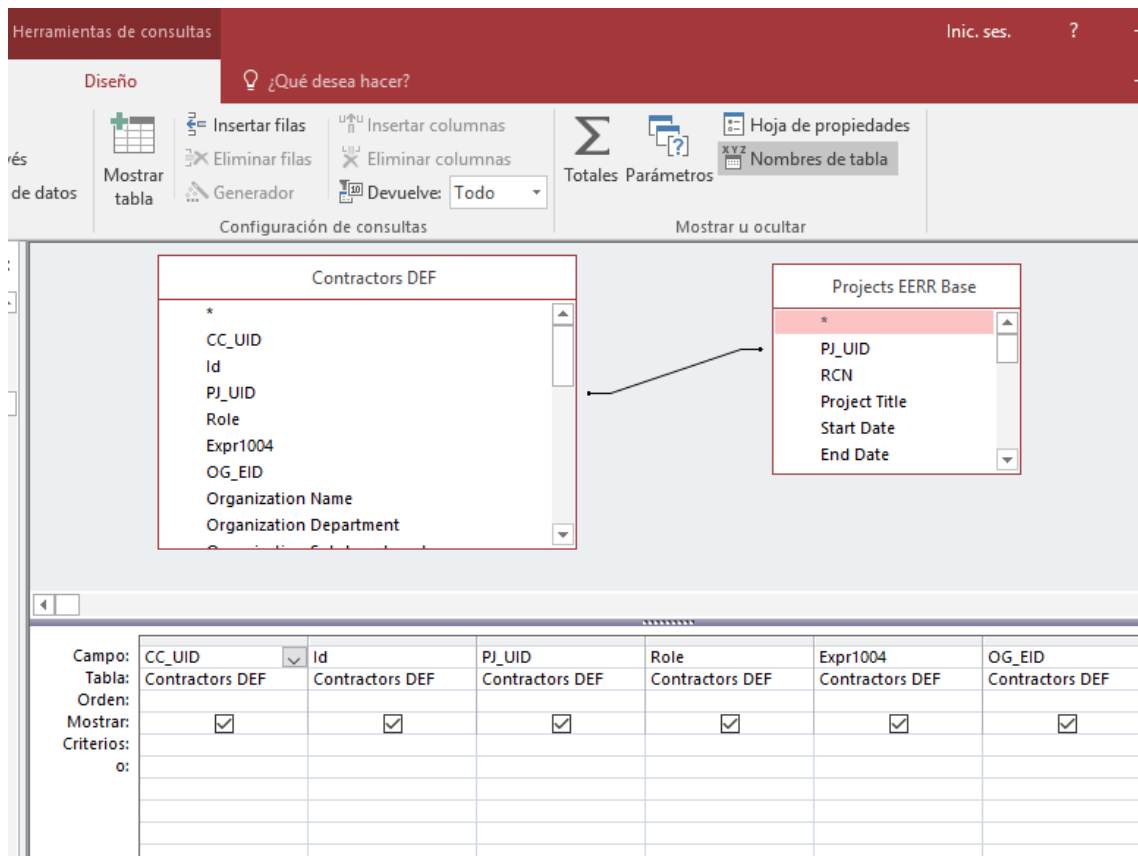 Herramientas de consultas
Inic. ses.
?
Diseño
¿Qué desea hacer?
Mostrar tabla
Insertar filas
Eliminar filas
Generador
Insertar columnas
Eliminar columnas
Devuelve: Todo
Configuración de consultas
Totales
Parámetros
Hoja de propiedades
XYZ
Nombres de tabla
Mostrar u ocultar
vés
de datos
Contractors DEF
*
CC_UID
Id
PJ_UID
Role
Expr1004
OG_EID
Organization Name
Organization Department
Projects EERR Base
*
PJ_UID
RCN
Project Title
Start Date
End Date
Campo: CC_UID Id PJ_UID Role Expr1004 OG_EID
Tabla: Contractors DEF Contractors DEF Contractors DEF Contractors DEF Contractors DEF Contractors DEF
Orden:
Mostrar:
Criterios:
o: